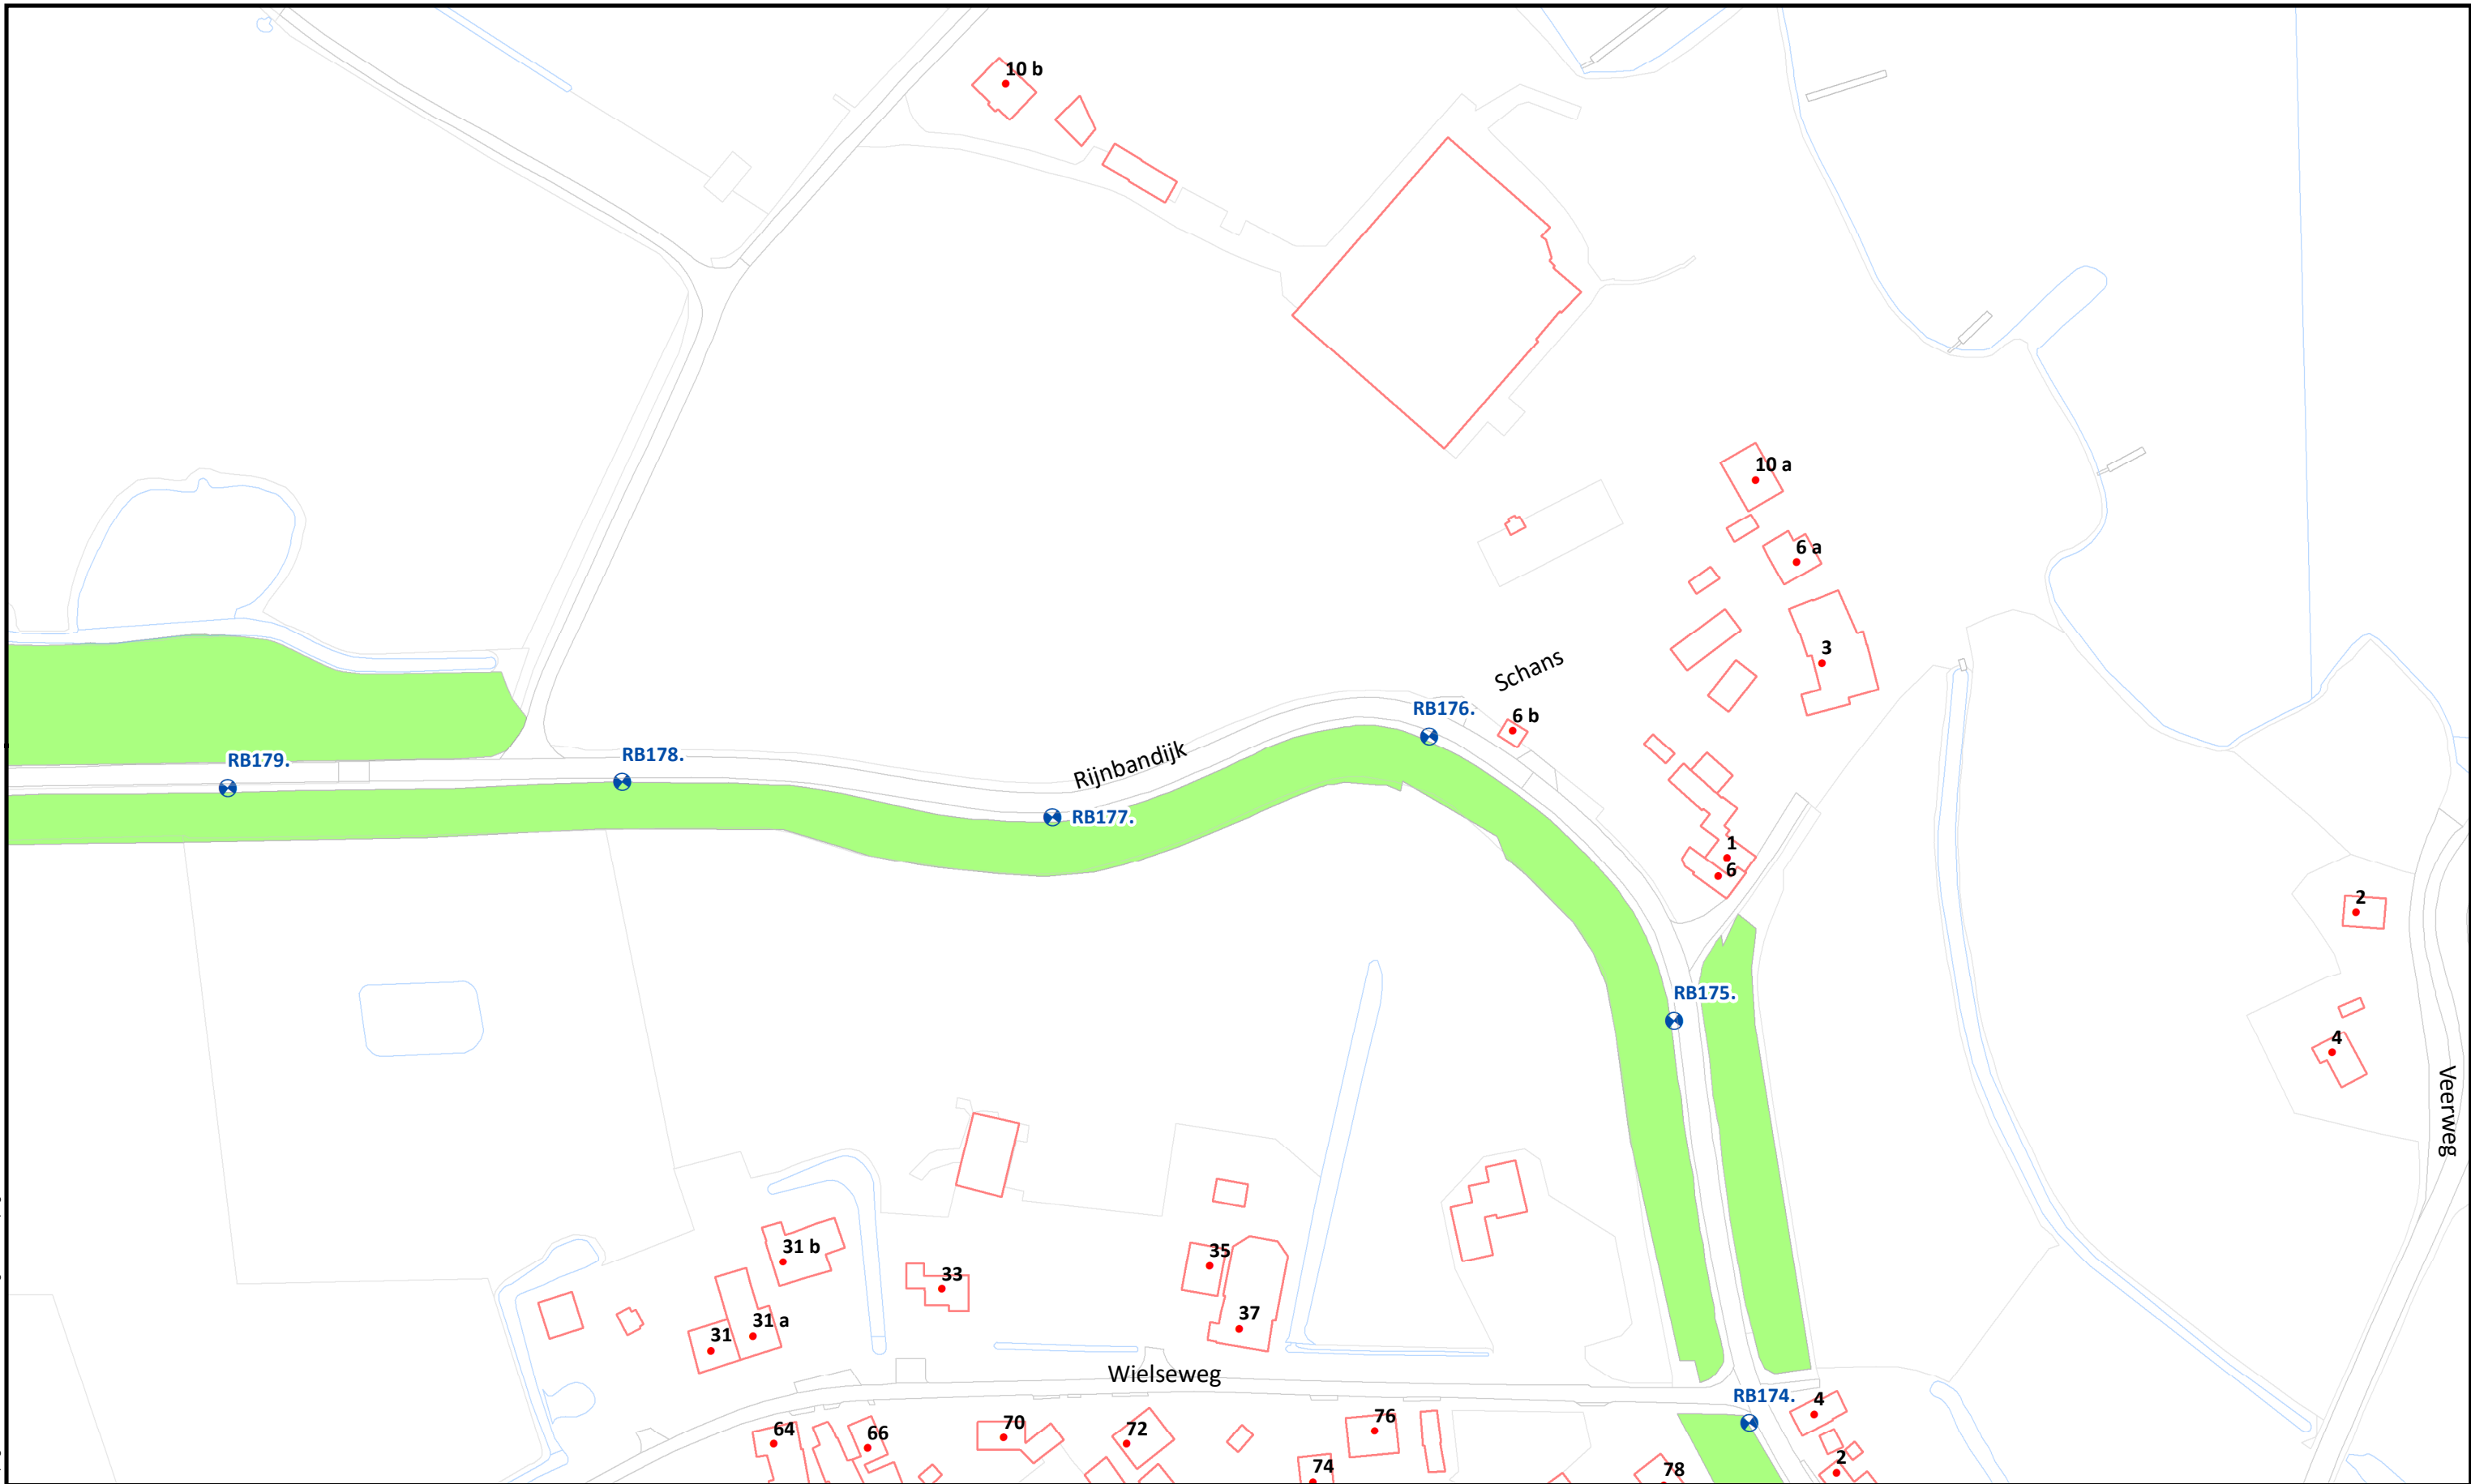 10 b
10 a
6 a
3
Schans
6 b
RB176.
RB178.
RB179.
Rijnbandijk
RB177.
1
6
2
RB175.
4
Veerweg
31 b
35
33
37
31 a
31
Wielseweg
RB174.
4
76
70
72
64
66
2
74
78